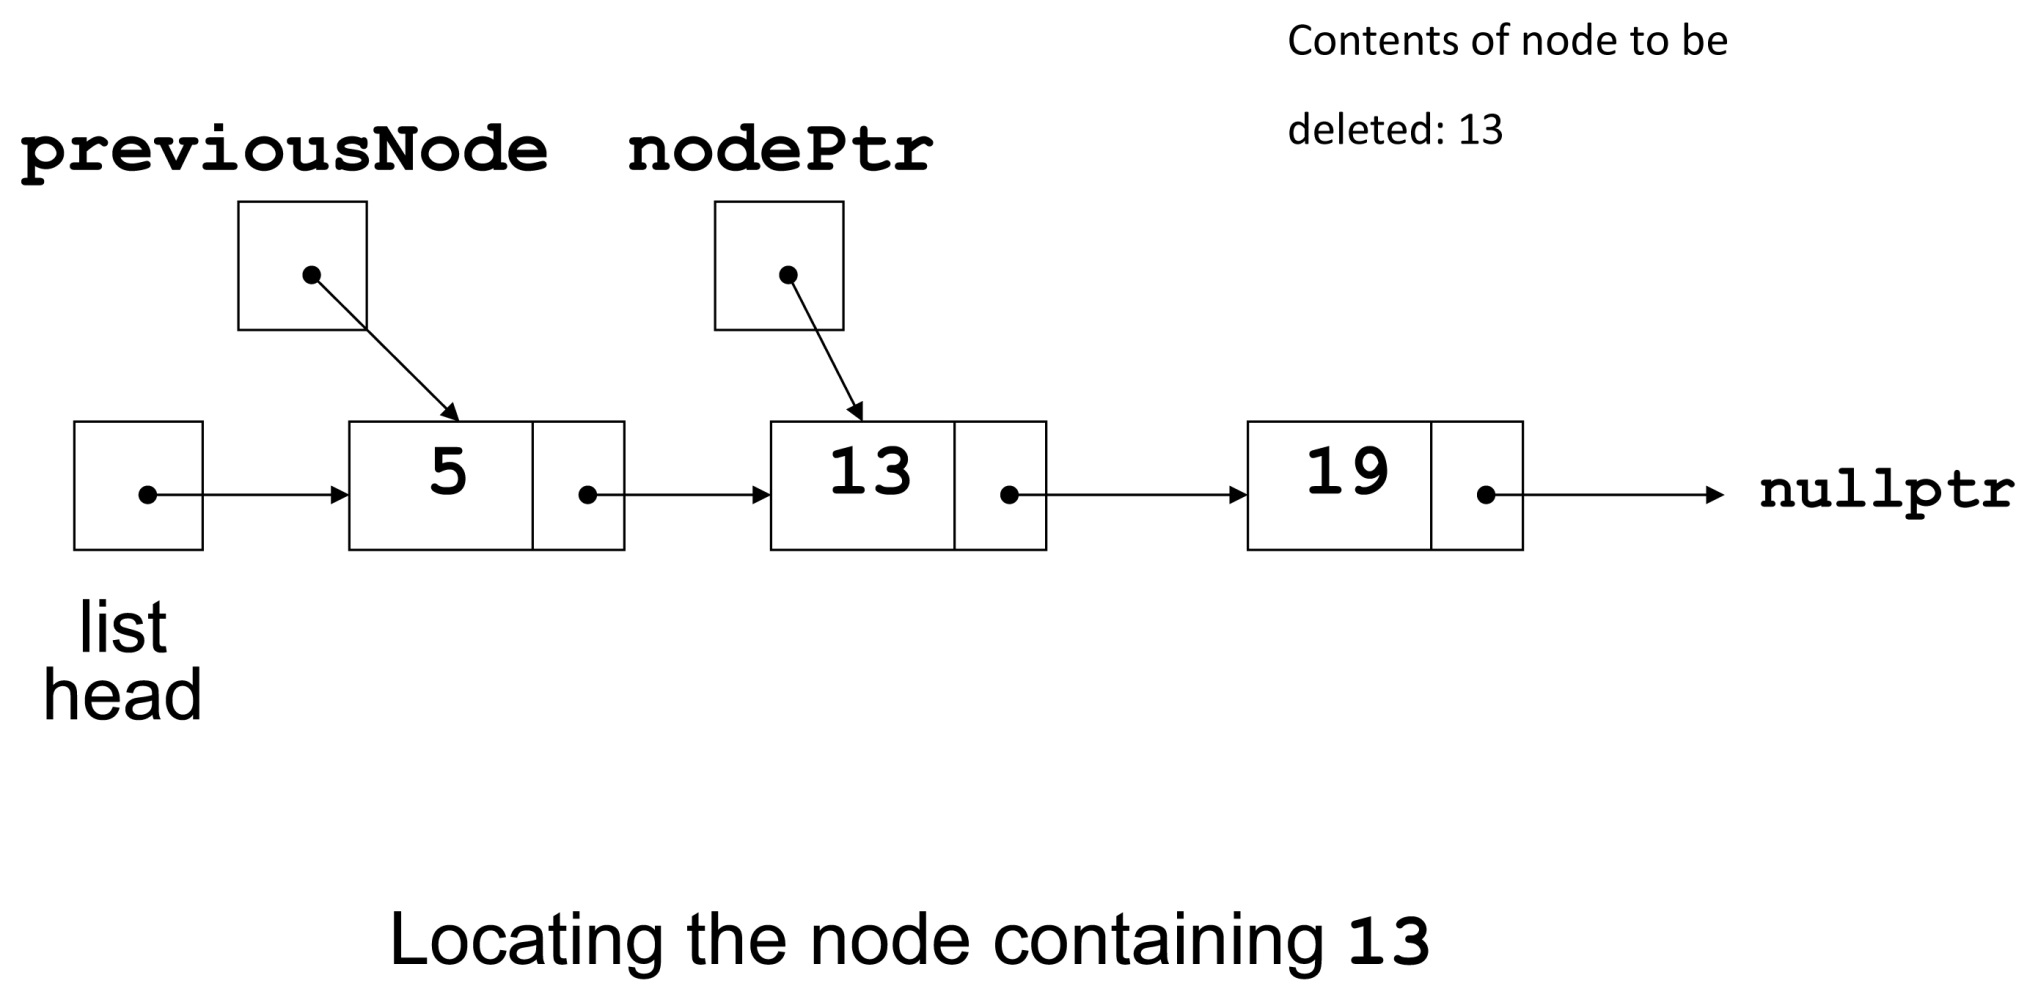 Contents of node to be
deleted: 13
previousNode nodePtr
5 13 19 nullptr
list
head
Locating the node containing 13